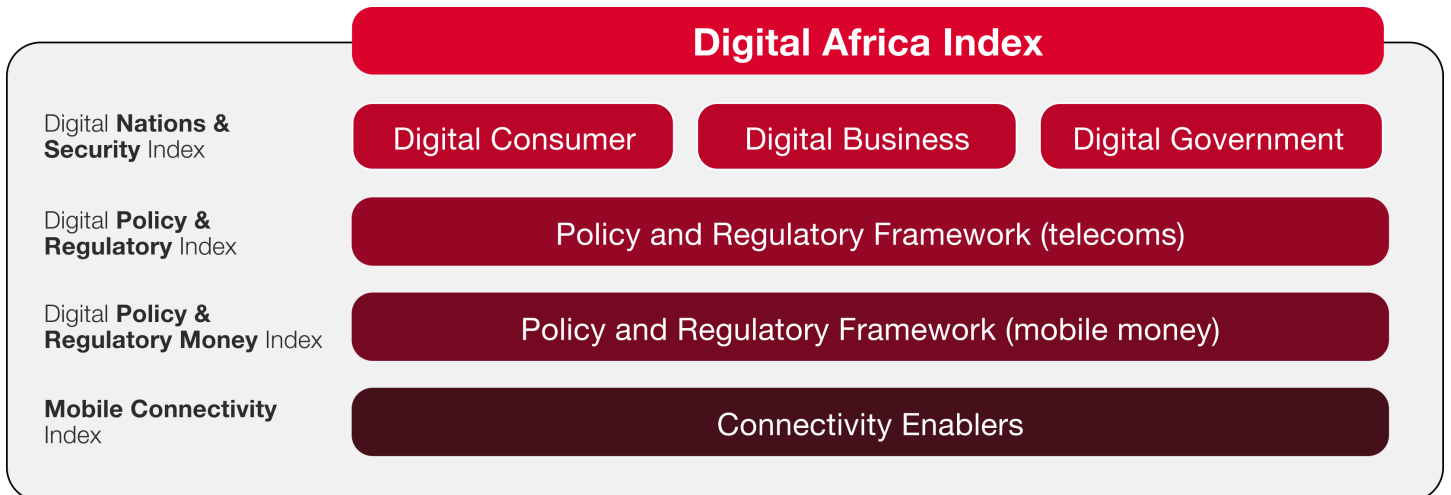 Digital Africa Index
Digital Nations &
Security Index
Digital Consumer
Digital Business
Digital Government
Digital Policy &
Regulatory Index
Policy and Regulatory Framework (telecoms)
Digital Policy &
Regulatory Money Index
Policy and Regulatory Framework (mobile money)
Mobile Connectivity
Index
Connectivity Enablers